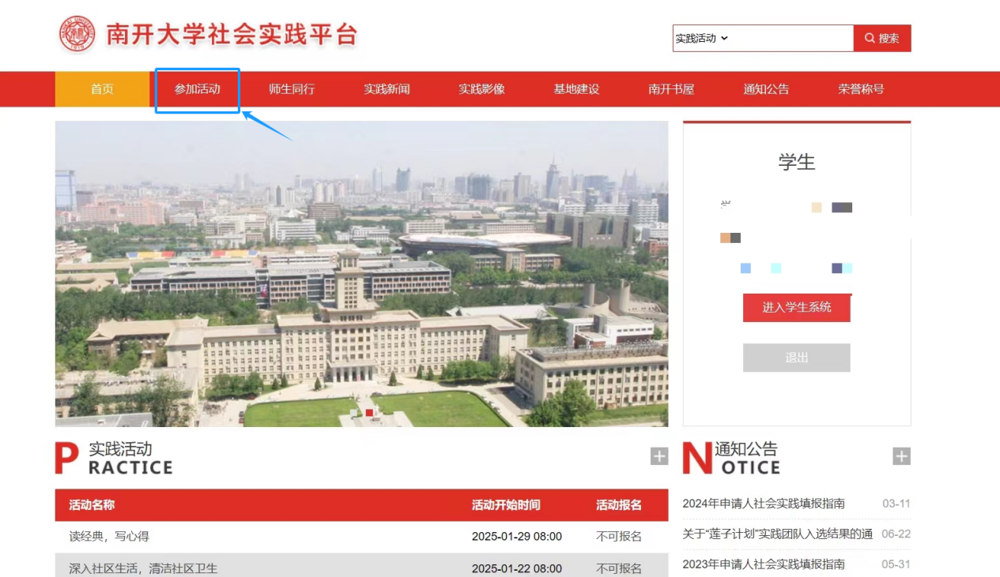 南开大学社会实践平台
实践活动 搜索
首页 参加活动 师生同行 实践新闻 实践影像 基地建设 南开书屋 通知公告 荣誉称号
学生
进入学生系统
退出
实践活动
PRACTICE
活动名称 活动开始时间 活动报名
读经典，写心得 2025-01-29 08:00 不可报名
深入社区生活，清洁社区卫生 2025-01-22 08:00 不可报名
通知公告
NOTICE
2024年申请人社会实践填报指南 03-11
关于“莲子计划”实践团队入选结果的通 06-22
2023年申请人社会实践填报指南 05-31